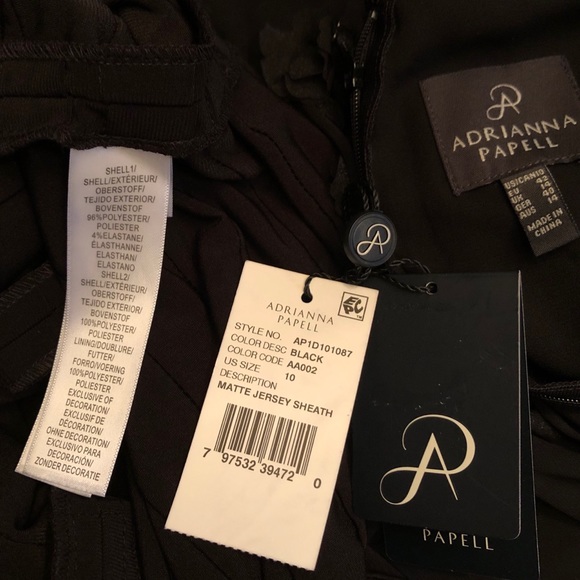 SHELL1/
SHELL/EXTÉRIEUR/
OBERSTOFF/
TEJIDO EXTERIOR/
BOVENSTOF
96%POLYESTER/
POLIESTER
4%ELASTANE/
ÉLASTHANNE/
ELASTHAN/
ELASTANO
SHELL2/
SHELL/EXTÉRIEUR/
OBERSTOFF/
TEJIDO EXTERIOR/
BOVENSTOF
100%POLYESTER/
POLIESTER
LINING/DOUBLURE/
FUTTER/
FORRO/VOERING
100%POLYESTER/
POLIESTER
EXCLUSIVE OF
DECORATION/
EXCLUSIF DE
DÉCORATION/
OHNE DECORATION/
EXCLUSIVO PARA
DECORACIÓN/
ZONDER DECORATIE
ADRIANNA
PAPELL
EPC
STYLE NO. AP1D101087
COLOR DESC BLACK
COLOR CODE AA002
US SIZE 10
DESCRIPTION
MATTE JERSEY SHEATH
7 97532 39472 0
AP
PAPELL
PAPELL
AP
AP
ADRIANNA
PAPELL
US/CAN10
EU 42
UK 14
GER 40
AUS 14
MADE IN
CHINA